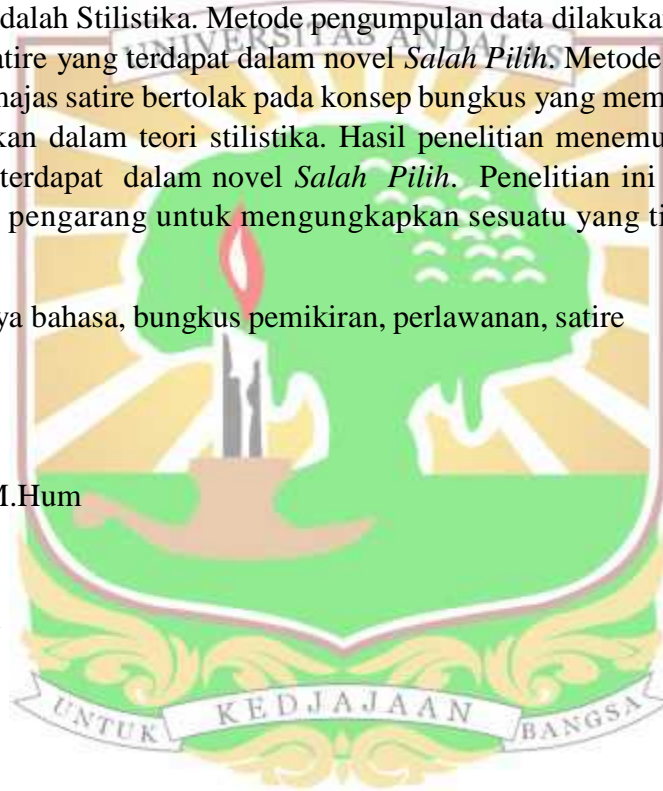 dalah Stilistika. Metode pengumpulan data dilakuka
UNIVERSITAS ANDALAS
atire yang terdapat dalam novel Salah Pilih. Metode
najas satire bertolak pada konsep bungkus yang mem
kan dalam teori stilistika. Hasil penelitian menemu
terdapat dalam novel Salah Pilih. Penelitian ini
pengarang untuk mengungkapkan sesuatu yang ti
ya bahasa, bungkus pemikiran, perlawanan, satire
M.Hum
UNTUK KEDJAJAAN BANGSA